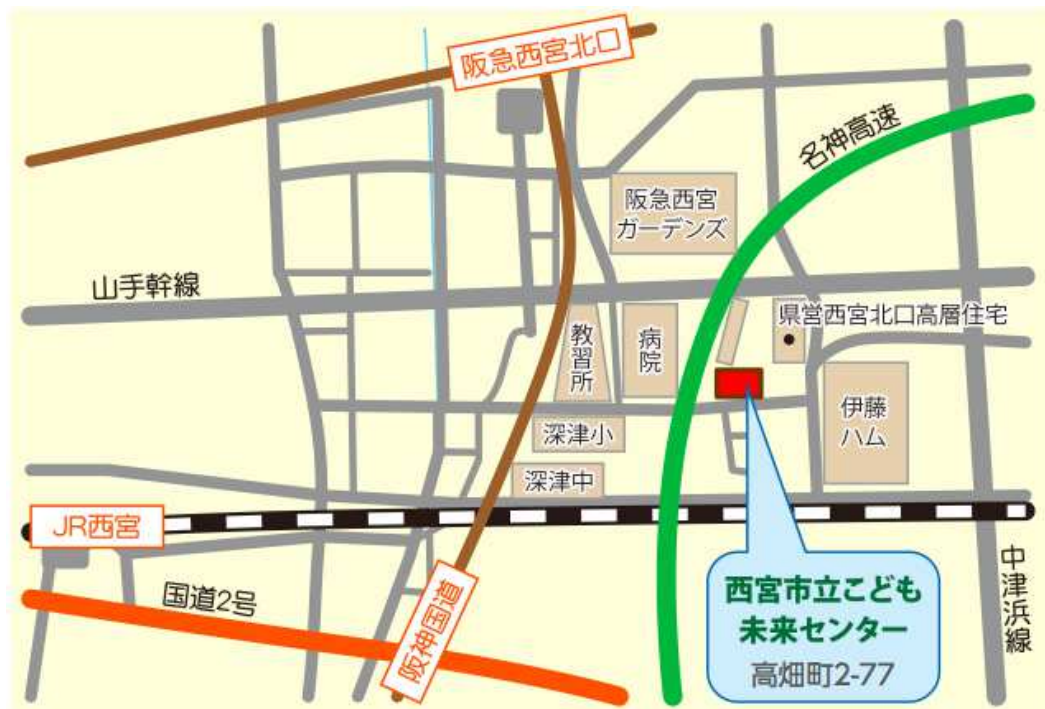 阪急西宮北口
名神高速
阪急西宮
ガーデンズ
山手幹線
県営西宮北口高層住宅
教習所
病院
伊藤
ハム
深津小
深津中
JR西宮
国道2号
阪神国道
中津浜線
西宮市立こども
未来センター
高畑町2-77